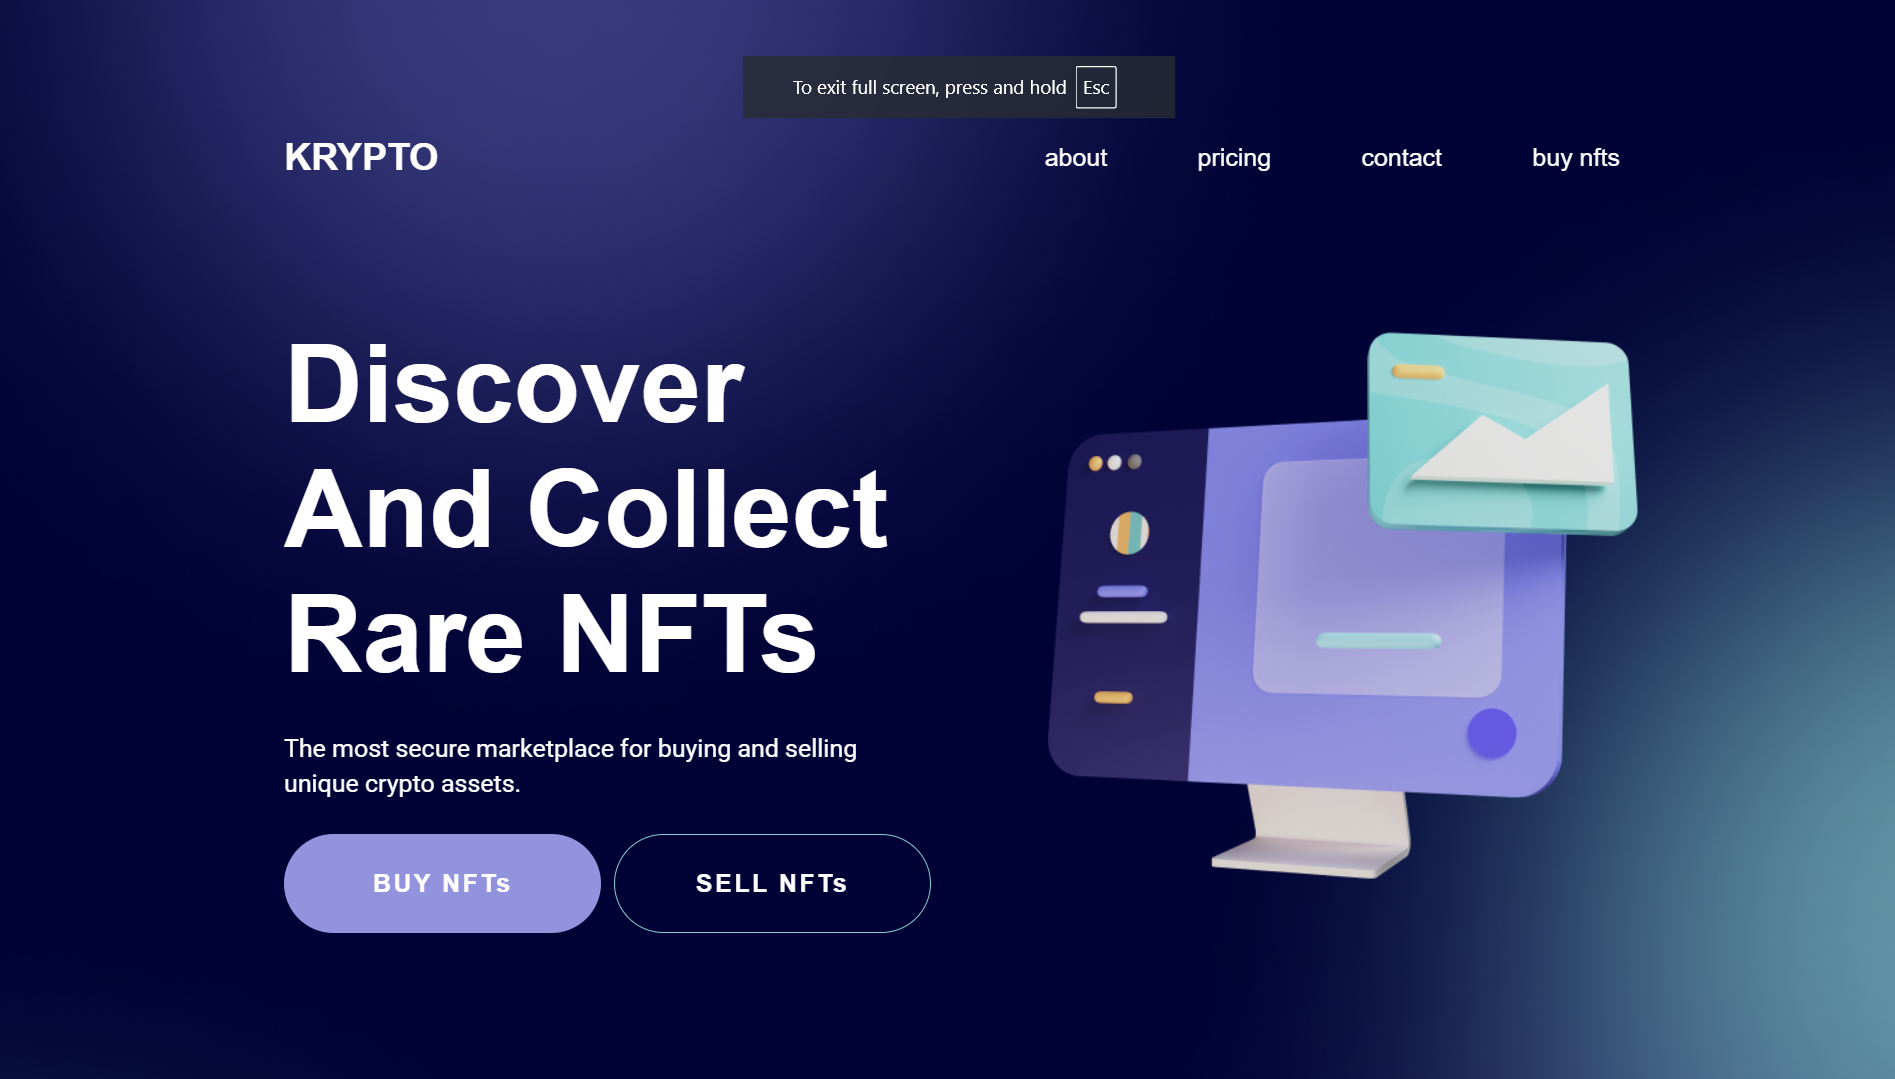 To exit full screen, press and hold Esc
KRYPTO
about
pricing
contact
buy nfts
Discover
And Collect
Rare NFTs
The most secure marketplace for buying and selling
unique crypto assets.
BUY NFTs
SELL NFTs